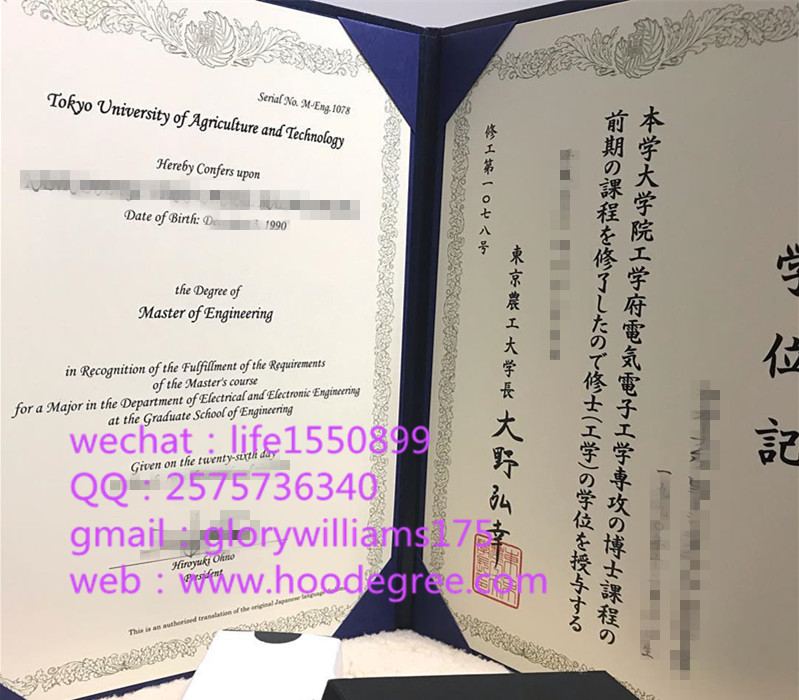 Serial No. M-Eng.1078
Tokyo University of Agriculture and Technology
Hereby Confers upon
Date of Birth: 1990
the Degree of
Master of Engineering
in Recognition of the Fulfillment of the Requirements
of the Master's course
for a Major in the Department of Electrical and Electronic Engineering
at the Graduate School of Engineering
Given on the twenty-sixth day
Hiroyuki Ohno
President
This is an authorized translation of the original Japanese language
学位記
本学大学院工学府電気電子工学専攻の博士課程の
前期の課程を修了したので修士(工学)の学位を授与する
東京農工大学長 大野弘幸
修工第一〇七八号
wechat : life1550899
QQ : 2575736340
gmail : glorywilliams175
web : www.hoodegree.com